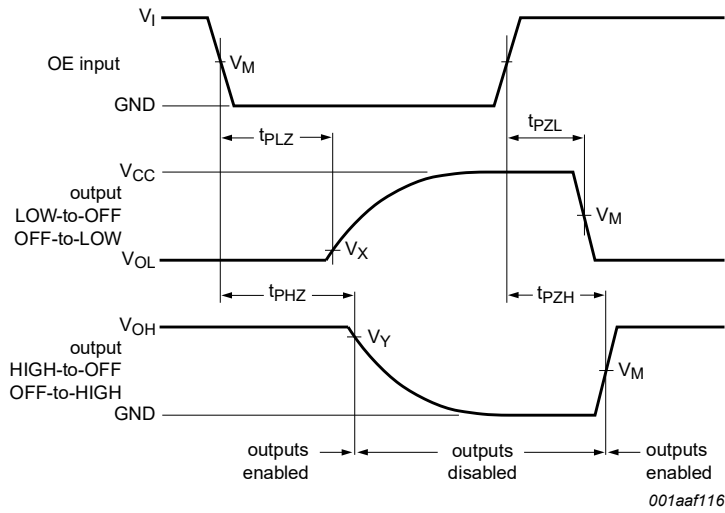 VI
OE input
VM
GND
tPLZ
tPZL
VCC
output
LOW-to-OFF
OFF-to-LOW
VM
VX
VOL
tPHZ
tPZH
VOH
output
HIGH-to-OFF
OFF-to-HIGH
VY
VM
GND
outputs
enabled
outputs
disabled
outputs
enabled
001aaf116